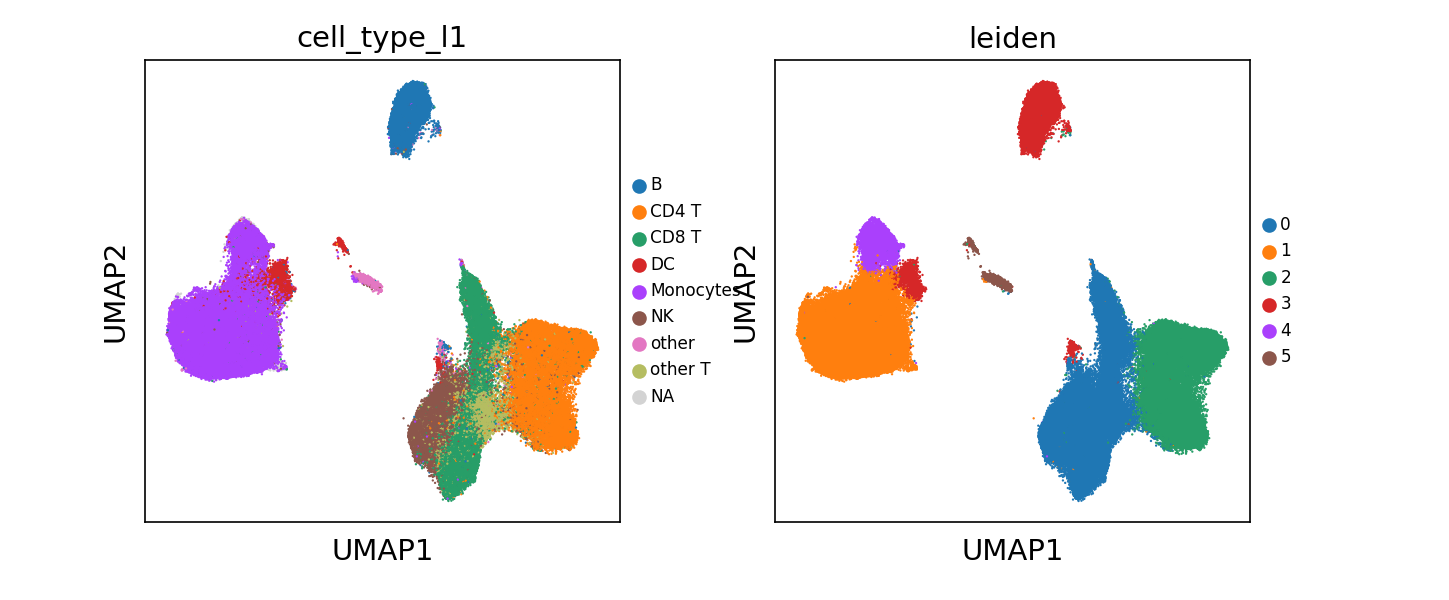 cell_type_l1
UMAP2
UMAP1
B
CD4 T
CD8 T
DC
Monocytes
NK
other
other T
NA
leiden
UMAP2
UMAP1
0
1
2
3
4
5